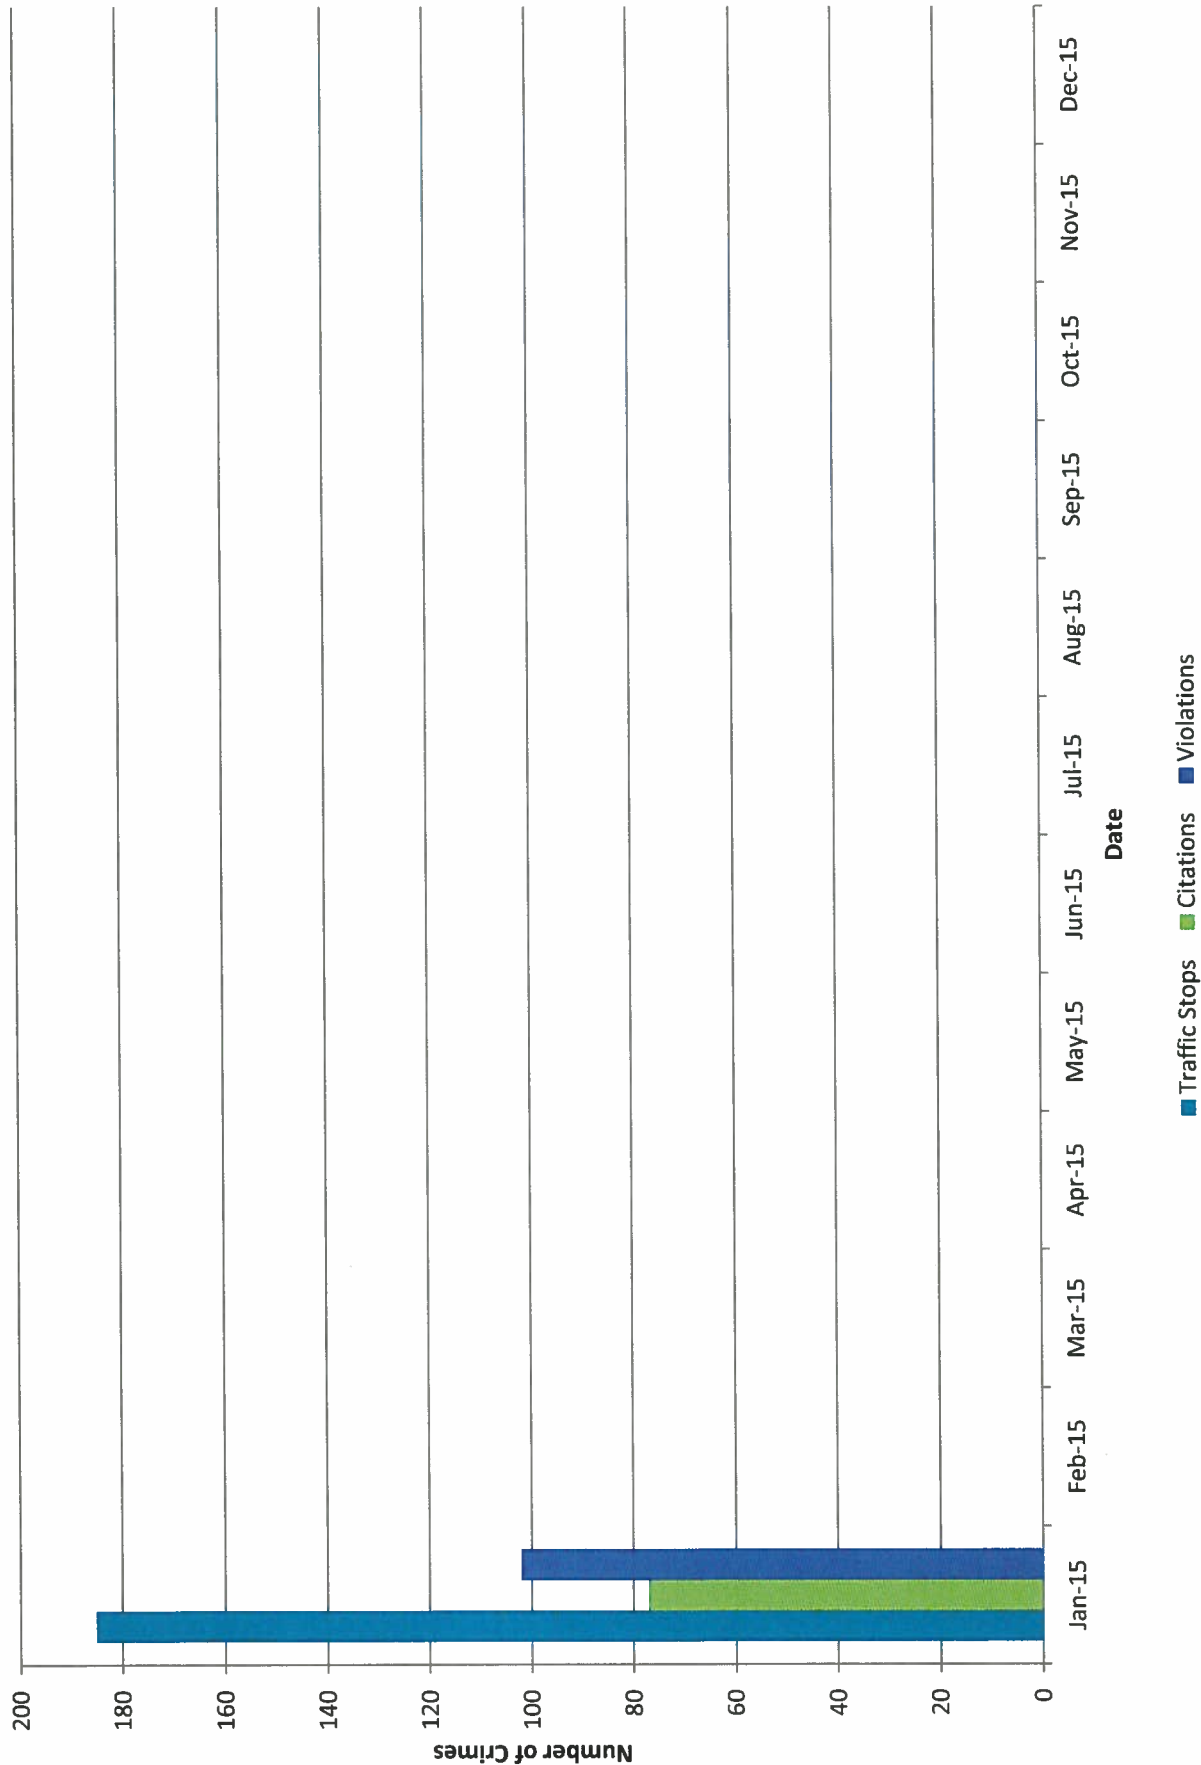 200
180
160
140
120
100
80
60
40
20
0
Number of Crimes
Jan-15
Feb-15
Mar-15
Apr-15
May-15
Jun-15
Jul-15
Aug-15
Sep-15
Oct-15
Nov-15
Dec-15
Date
Traffic Stops
Citations
Violations